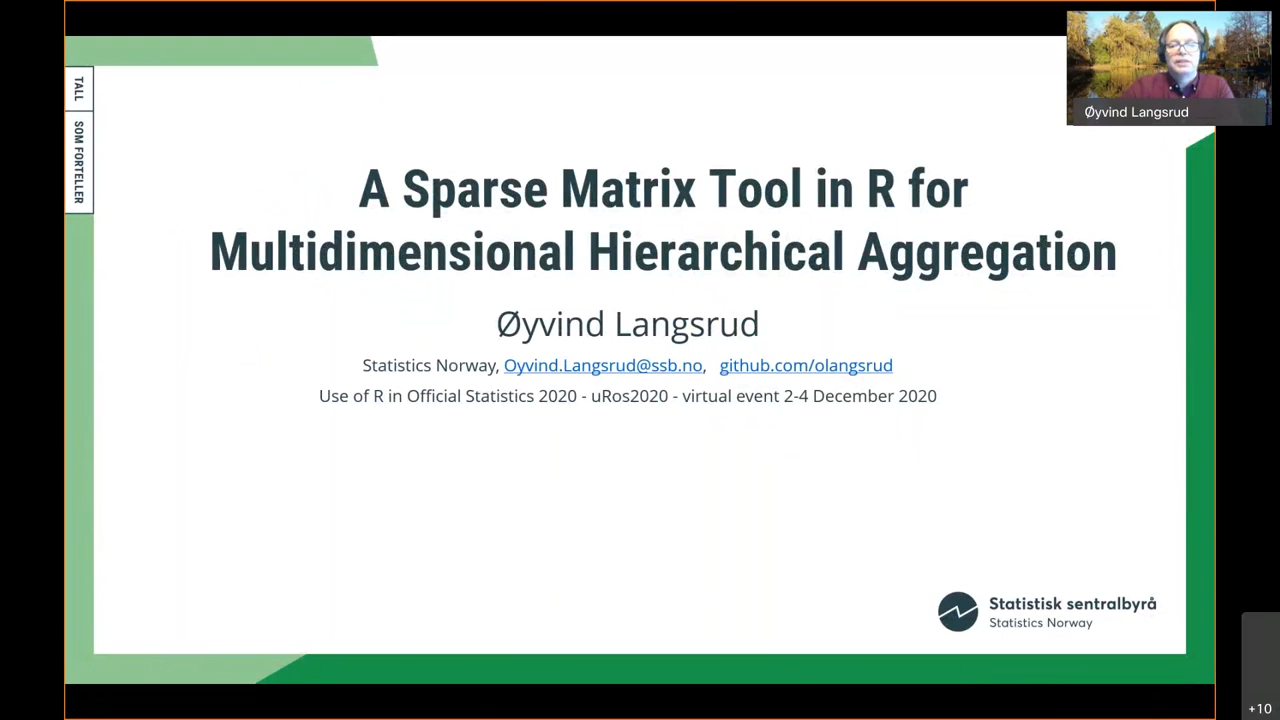 TALL
SOM FORTELLER
Øyvind Langsrud
A Sparse Matrix Tool in R for
Multidimensional Hierarchical Aggregation
Øyvind Langsrud
Statistics Norway, Oyvind.Langsrud@ssb.no, github.com/olangsrud
Use of R in Official Statistics 2020 - uRos2020 - virtual event 2-4 December 2020
Statistisk sentralbyrå
Statistics Norway
+10